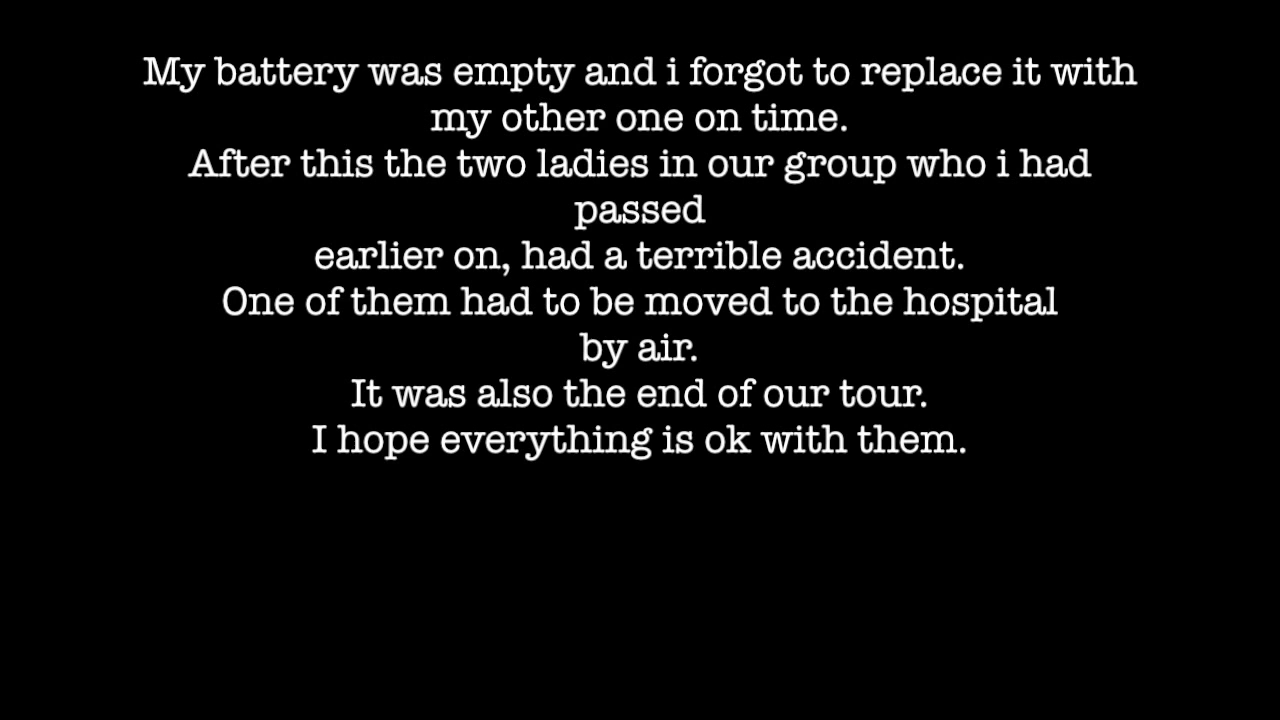 My battery was empty and i forgot to replace it with
my other one on time.
After this the two ladies in our group who i had
passed
earlier on, had a terrible accident.
One of them had to be moved to the hospital
by air.
It was also the end of our tour.
I hope everything is ok with them.